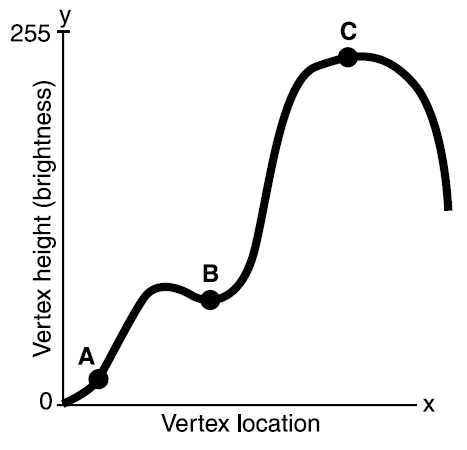 y
255
C
Vertex height (brightness)
B
A
0
x
Vertex location